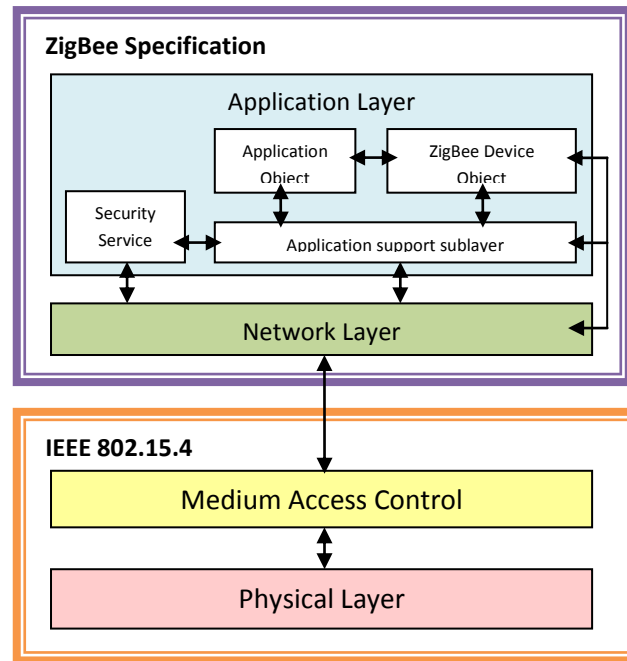 ZigBee Specification
Application Layer
Application
Object
ZigBee Device
Object
Security
Service
Application support sublayer
Network Layer
IEEE 802.15.4
Medium Access Control
Physical Layer